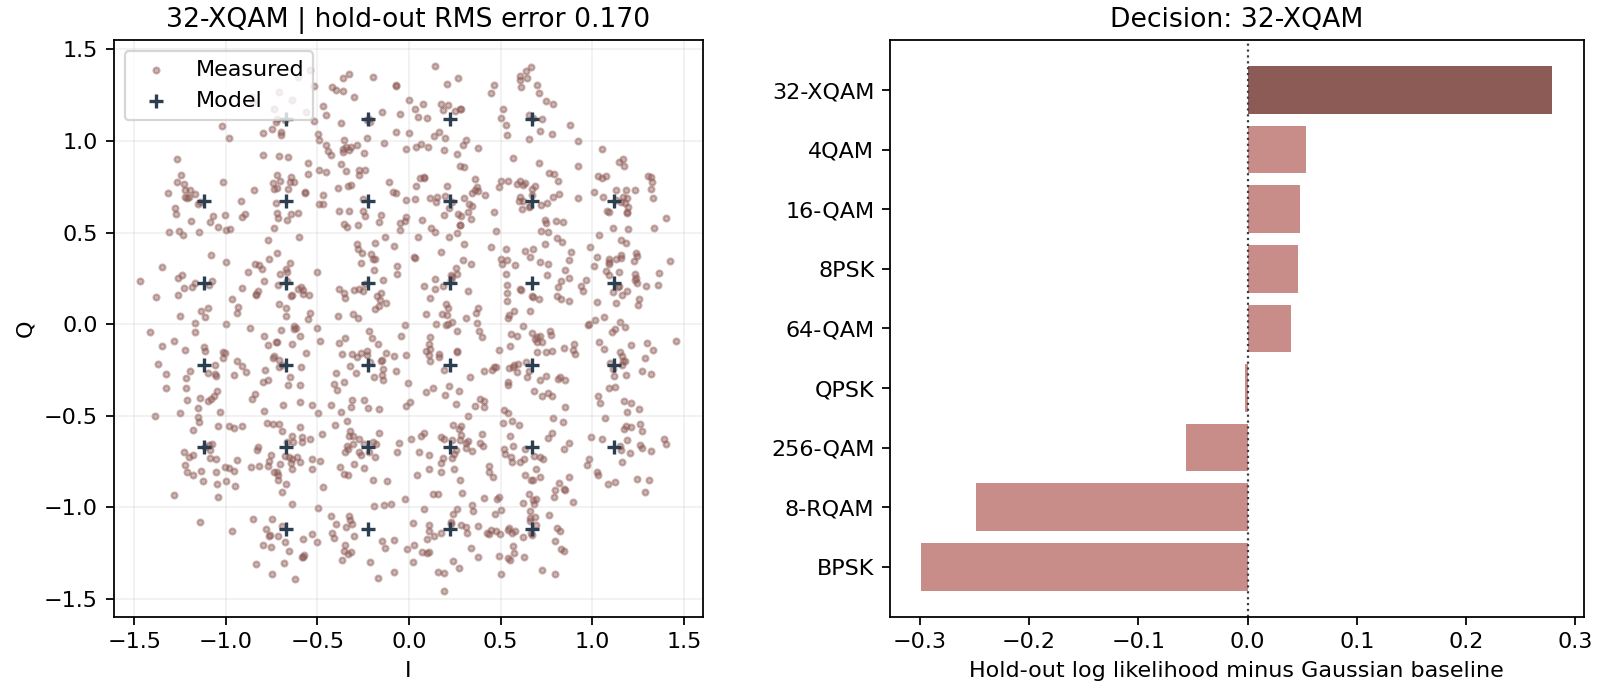 32-XQAM | hold-out RMS error 0.170
Measured
Model
1.5
1.0
0.5
0.0
−0.5
−1.0
−1.5
Q
−1.5
−1.0
−0.5
0.0
0.5
1.0
1.5
I
Decision: 32-XQAM
32-XQAM
4QAM
16-QAM
8PSK
64-QAM
QPSK
256-QAM
8-RQAM
BPSK
−0.3
−0.2
−0.1
0.0
0.1
0.2
0.3
Hold-out log likelihood minus Gaussian baseline